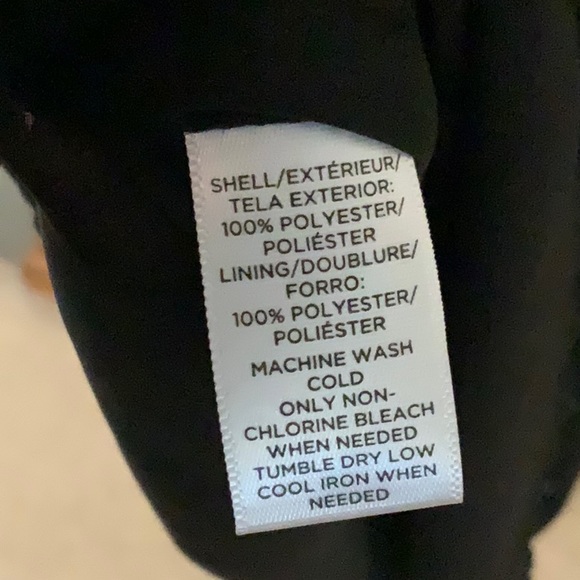 SHELL/EXTÉRIEUR/
TELA EXTERIOR:
100% POLYESTER/
POLIÉSTER
LINING/DOUBLURE/
FORRO:
100% POLYESTER/
POLIÉSTER
MACHINE WASH
COLD
ONLY NON-
CHLORINE BLEACH
WHEN NEEDED
TUMBLE DRY LOW
COOL IRON WHEN
NEEDED